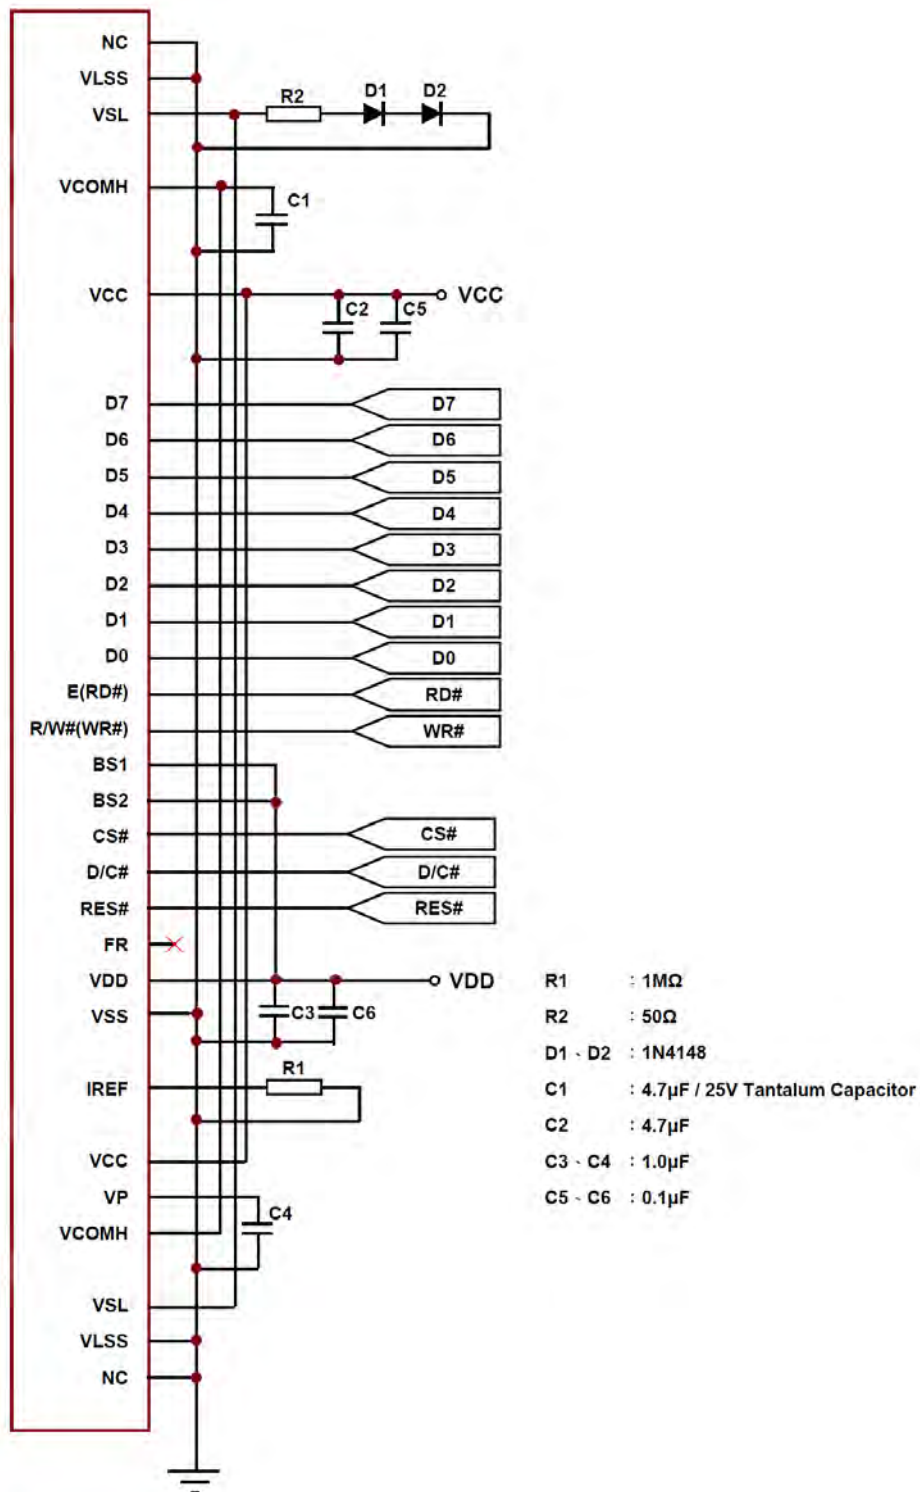 NC
VLSS
VSL
R2
D1
D2
VCOMH
C1
VCC
C2
C5
VCC
D7
D7
D6
D6
D5
D5
D4
D4
D3
D3
D2
D2
D1
D1
D0
D0
E(RD#)
RD#
R/W#(WR#)
WR#
BS1
BS2
CS#
CS#
D/C#
D/C#
RES#
RES#
FR
VDD
VDD
VSS
C3
C6
IREF
R1
VCC
VP
C4
VCOMH
VSL
VLSS
NC
R1 : 1MΩ
R2 : 50Ω
D1、D2 : 1N4148
C1 : 4.7μF / 25V Tantalum Capacitor
C2 : 4.7μF
C3、C4 : 1.0μF
C5、C6 : 0.1μF